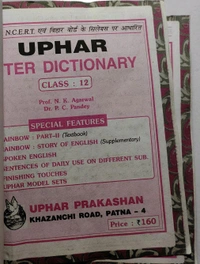 N.C.E.R.T. एवं बिहार बोर्ड के सिलेबस पर आधारित
UPHAR
TER DICTIONARY
CLASS : 12
Prof. N. K. Agarwal
Dr. P. C. Pandey
SPECIAL FEATURES
AINBOW : PART-II (Textbook)
AINBOW : STORY OF ENGLISH (Supplementary)
POKEN ENGLISH
ENTENCES OF DAILY USE ON DIFFERENT SUB.
INISHING TOUCHES
UPHAR MODEL SETS
UPHAR PRAKASHAN
KHAZANCHI ROAD, PATNA - 4
Price : ₹160